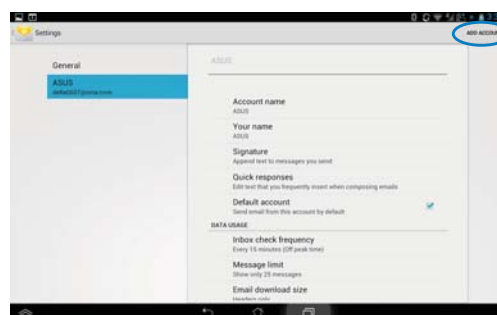 Settings
ADD ACCOU
General
ASUS
ASUS
Account name
ASUS
Your name
ASUS
Signature
Append text to messages you send
Quick responses
Edit text that you frequently insert when composing emails
Default account
Send email from this account by default
DATA USAGE
Inbox check frequency
Every 15 minutes (Off peak time)
Message limit
Show only 25 messages
Email download size
Headers only